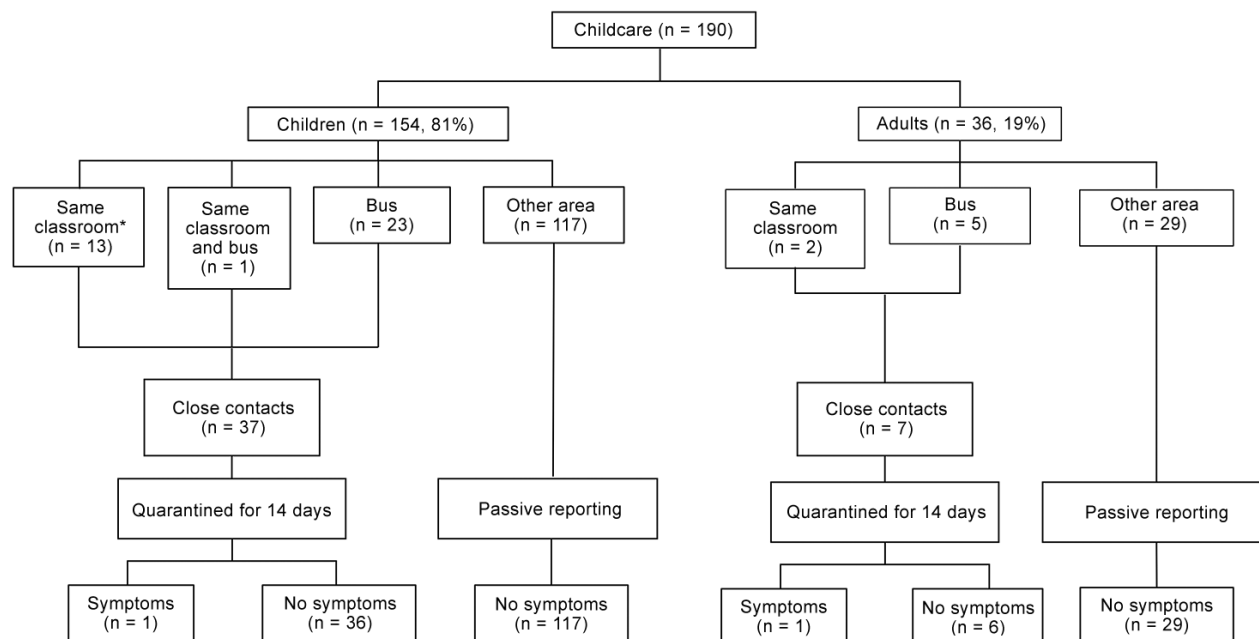 Childcare (n = 190)
Children (n = 154, 81%)
Adults (n = 36, 19%)
Same
classroom*
(n = 13)
Same
classroom
and bus
(n = 1)
Bus
(n = 23)
Other area
(n = 117)
Same
classroom
(n = 2)
Bus
(n = 5)
Other area
(n = 29)
Close contacts
(n = 37)
Close contacts
(n = 7)
Quarantined for 14 days
Passive reporting
Quarantined for 14 days
Passive reporting
Symptoms
(n = 1)
No symptoms
(n = 36)
No symptoms
(n = 117)
Symptoms
(n = 1)
No symptoms
(n = 6)
No symptoms
(n = 29)